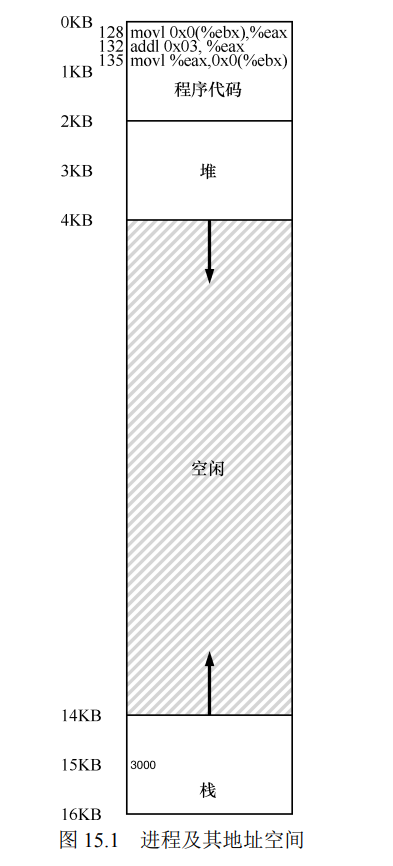 0KB
128 movl 0x0(%ebx),%eax
132 addl 0x03, %eax
135 movl %eax,0x0(%ebx)
1KB
程序代码
2KB
3KB 堆
4KB
空闲
14KB
15KB 3000
栈
16KB
图 15.1 进程及其地址空间